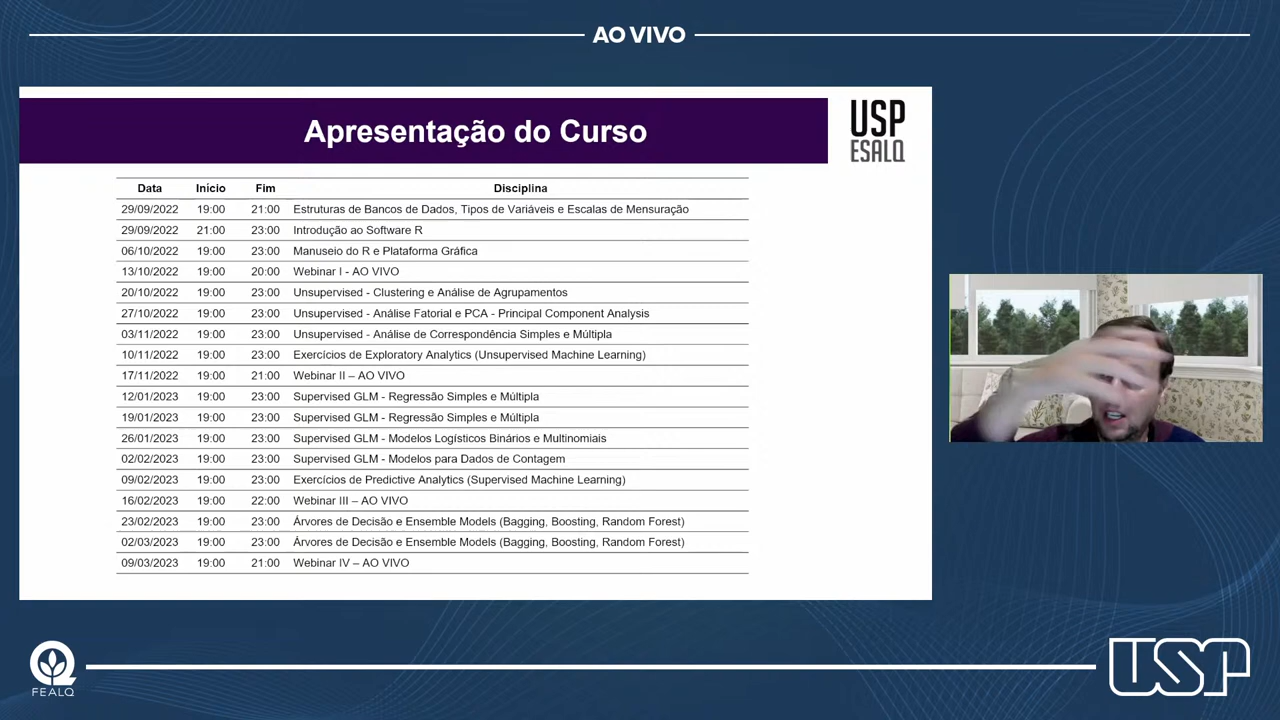 AO VIVO
Apresentação do Curso
USP
ESALQ
Data Início Fim Disciplina
29/09/2022 19:00 21:00 Estruturas de Bancos de Dados, Tipos de Variáveis e Escalas de Mensuração
29/09/2022 21:00 23:00 Introdução ao Software R
06/10/2022 19:00 23:00 Manuseio do R e Plataforma Gráfica
13/10/2022 19:00 20:00 Webinar I - AO VIVO
20/10/2022 19:00 23:00 Unsupervised - Clustering e Análise de Agrupamentos
27/10/2022 19:00 23:00 Unsupervised - Análise Fatorial e PCA - Principal Component Analysis
03/11/2022 19:00 23:00 Unsupervised - Análise de Correspondência Simples e Múltipla
10/11/2022 19:00 23:00 Exercícios de Exploratory Analytics (Unsupervised Machine Learning)
17/11/2022 19:00 21:00 Webinar II – AO VIVO
12/01/2023 19:00 23:00 Supervised GLM - Regressão Simples e Múltipla
19/01/2023 19:00 23:00 Supervised GLM - Regressão Simples e Múltipla
26/01/2023 19:00 23:00 Supervised GLM - Modelos Logísticos Binários e Multinomiais
02/02/2023 19:00 23:00 Supervised GLM - Modelos para Dados de Contagem
09/02/2023 19:00 23:00 Exercícios de Predictive Analytics (Supervised Machine Learning)
16/02/2023 19:00 22:00 Webinar III – AO VIVO
23/02/2023 19:00 23:00 Árvores de Decisão e Ensemble Models (Bagging, Boosting, Random Forest)
02/03/2023 19:00 23:00 Árvores de Decisão e Ensemble Models (Bagging, Boosting, Random Forest)
09/03/2023 19:00 21:00 Webinar IV – AO VIVO
FEALQ
USP